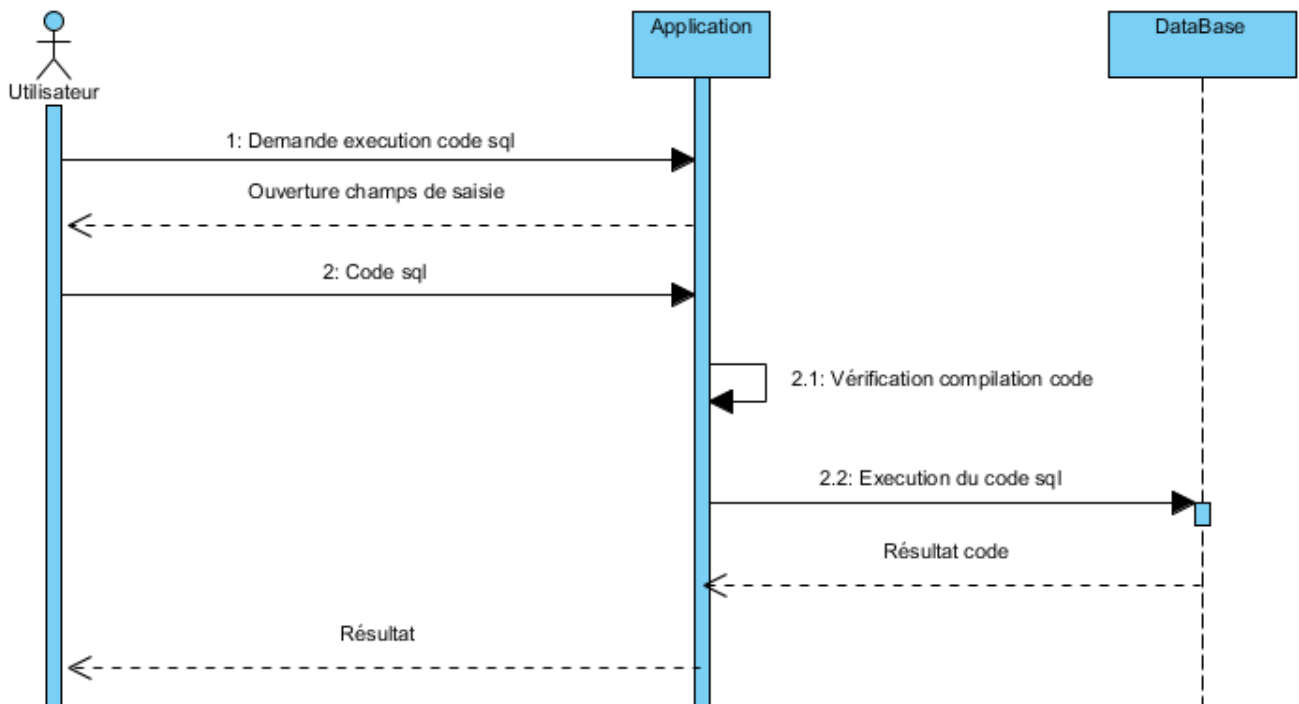 Utilisateur
Application
DataBase
1: Demande execution code sql
Ouverture champs de saisie
2: Code sql
2.1: Vérification compilation code
2.2: Execution du code sql
Résultat code
Résultat